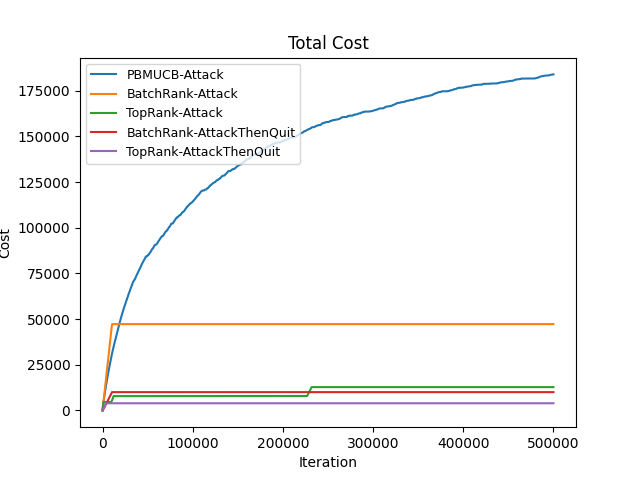 Total Cost
PBMUCB-Attack
BatchRank-Attack
TopRank-Attack
BatchRank-AttackThenQuit
TopRank-AttackThenQuit
175000
150000
125000
100000
75000
50000
25000
0
Cost
0 100000 200000 300000 400000 500000
Iteration